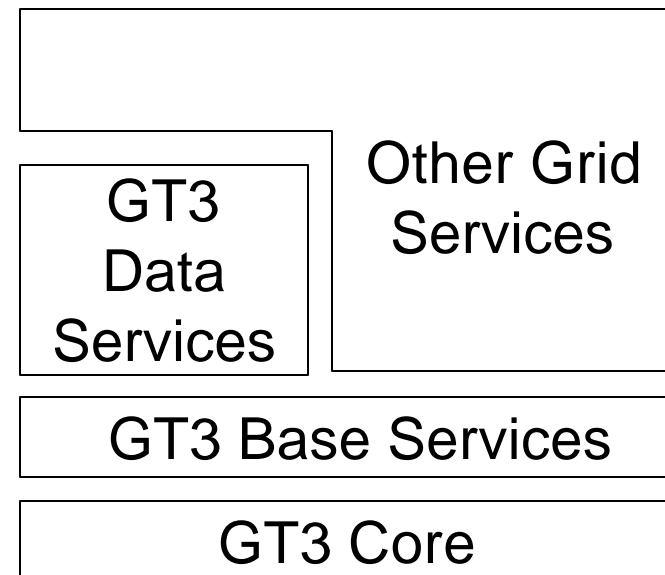 Other Grid
Services
GT3
Data
Services
GT3 Base Services
GT3 Core